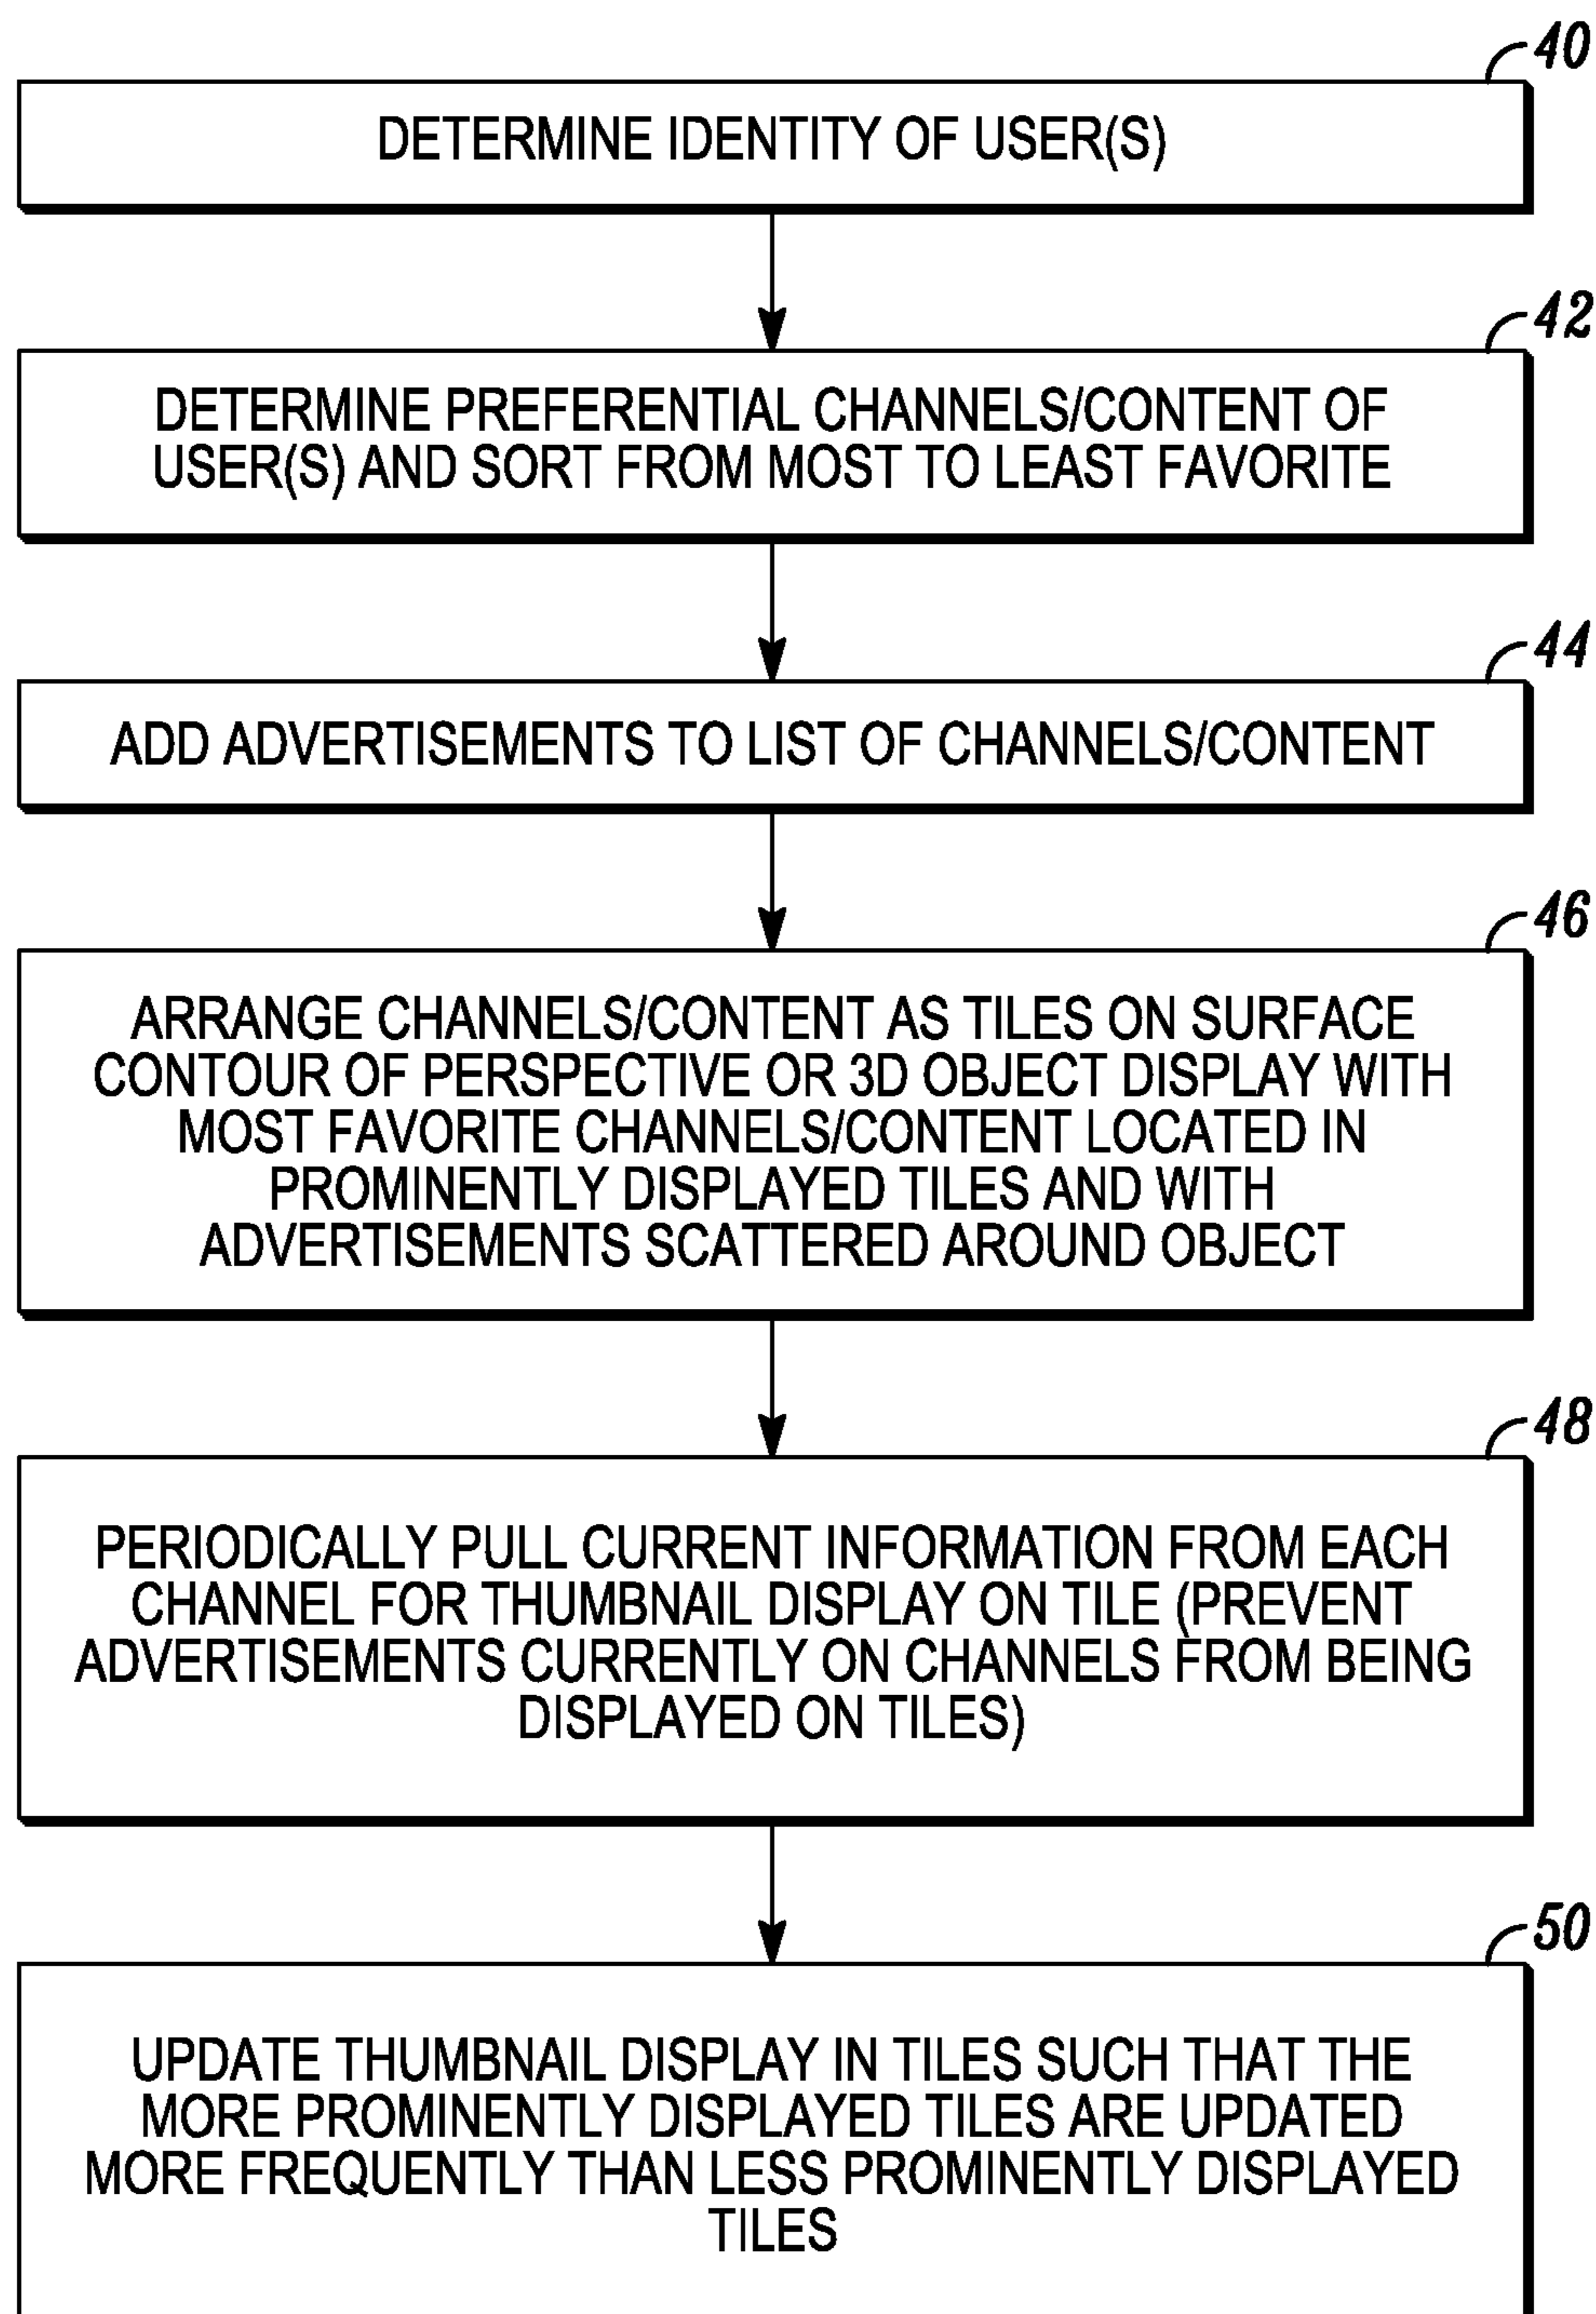 40
DETERMINE IDENTITY OF USER(S)
42
DETERMINE PREFERENTIAL CHANNELS/CONTENT OF
USER(S) AND SORT FROM MOST TO LEAST FAVORITE
44
ADD ADVERTISEMENTS TO LIST OF CHANNELS/CONTENT
46
ARRANGE CHANNELS/CONTENT AS TILES ON SURFACE
CONTOUR OF PERSPECTIVE OR 3D OBJECT DISPLAY WITH
MOST FAVORITE CHANNELS/CONTENT LOCATED IN
PROMINENTLY DISPLAYED TILES AND WITH
ADVERTISEMENTS SCATTERED AROUND OBJECT
48
PERIODICALLY PULL CURRENT INFORMATION FROM EACH
CHANNEL FOR THUMBNAIL DISPLAY ON TILE (PREVENT
ADVERTISEMENTS CURRENTLY ON CHANNELS FROM BEING
DISPLAYED ON TILES)
50
UPDATE THUMBNAIL DISPLAY IN TILES SUCH THAT THE
MORE PROMINENTLY DISPLAYED TILES ARE UPDATED
MORE FREQUENTLY THAN LESS PROMINENTLY DISPLAYED
TILES